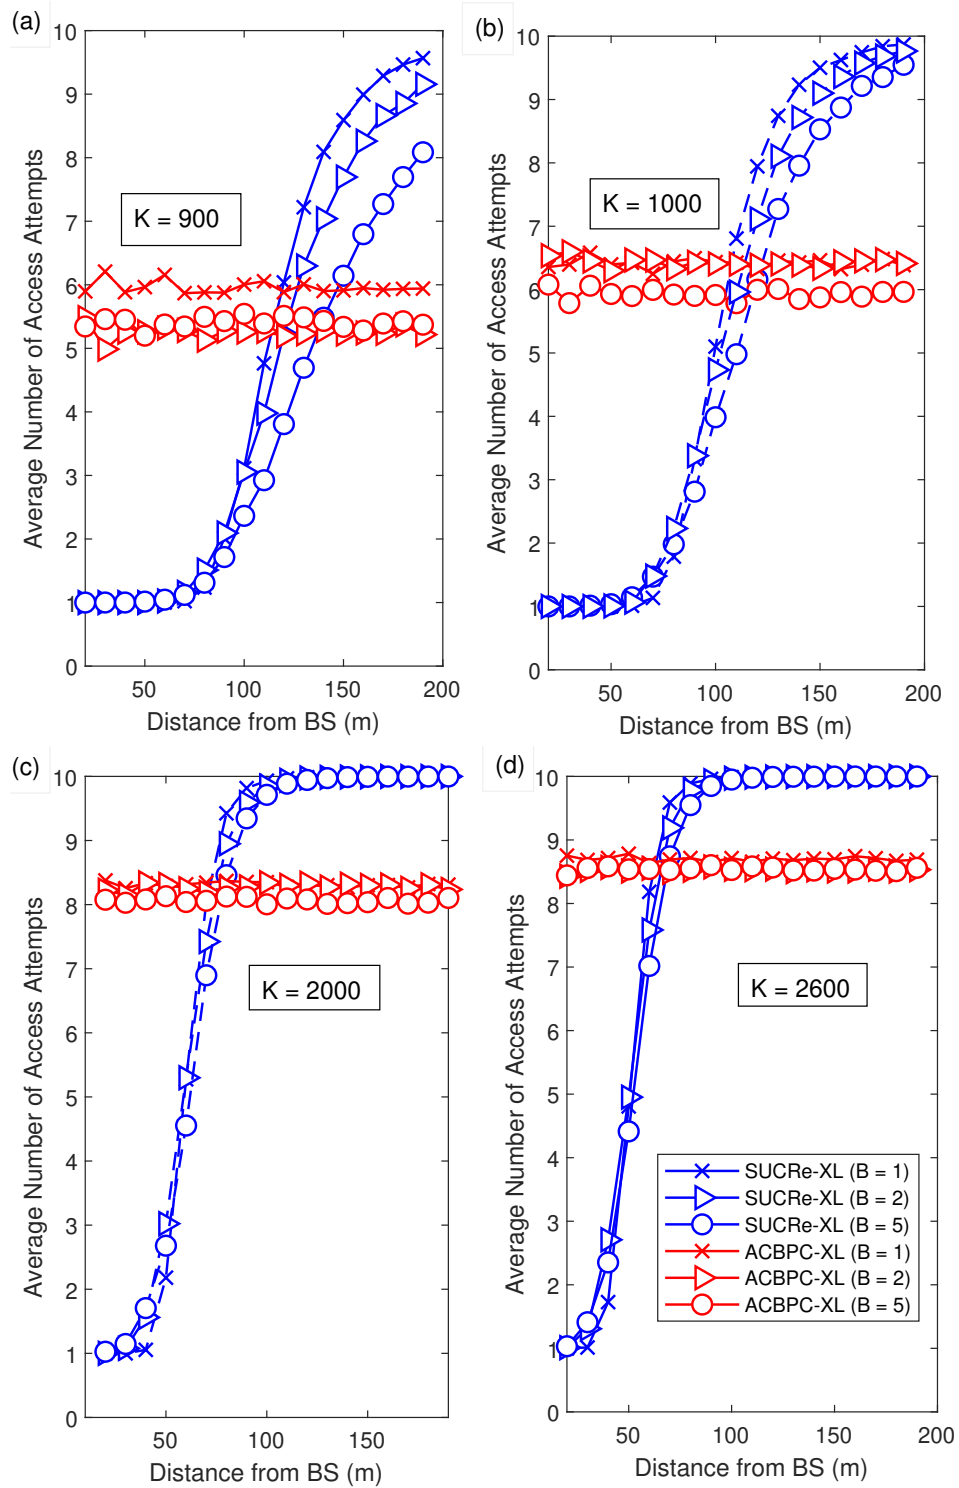 (a)
10
9
8
7
6
5
4
3
2
1
0
Average Number of Access Attempts
K = 900
50
100
150
200
Distance from BS (m)
(b)
10
9
8
7
6
5
4
3
2
1
0
Average Number of Access Attempts
K = 1000
50
100
150
200
Distance from BS (m)
(c)
10
9
8
7
6
5
4
3
2
1
0
Average Number of Access Attempts
K = 2000
50
100
150
Distance from BS (m)
(d)
10
9
8
7
6
5
4
3
2
1
0
Average Number of Access Attempts
K = 2600
SUCRe-XL (B = 1)
SUCRe-XL (B = 2)
SUCRe-XL (B = 5)
ACBPC-XL (B = 1)
ACBPC-XL (B = 2)
ACBPC-XL (B = 5)
50
100
150
200
Distance from BS (m)